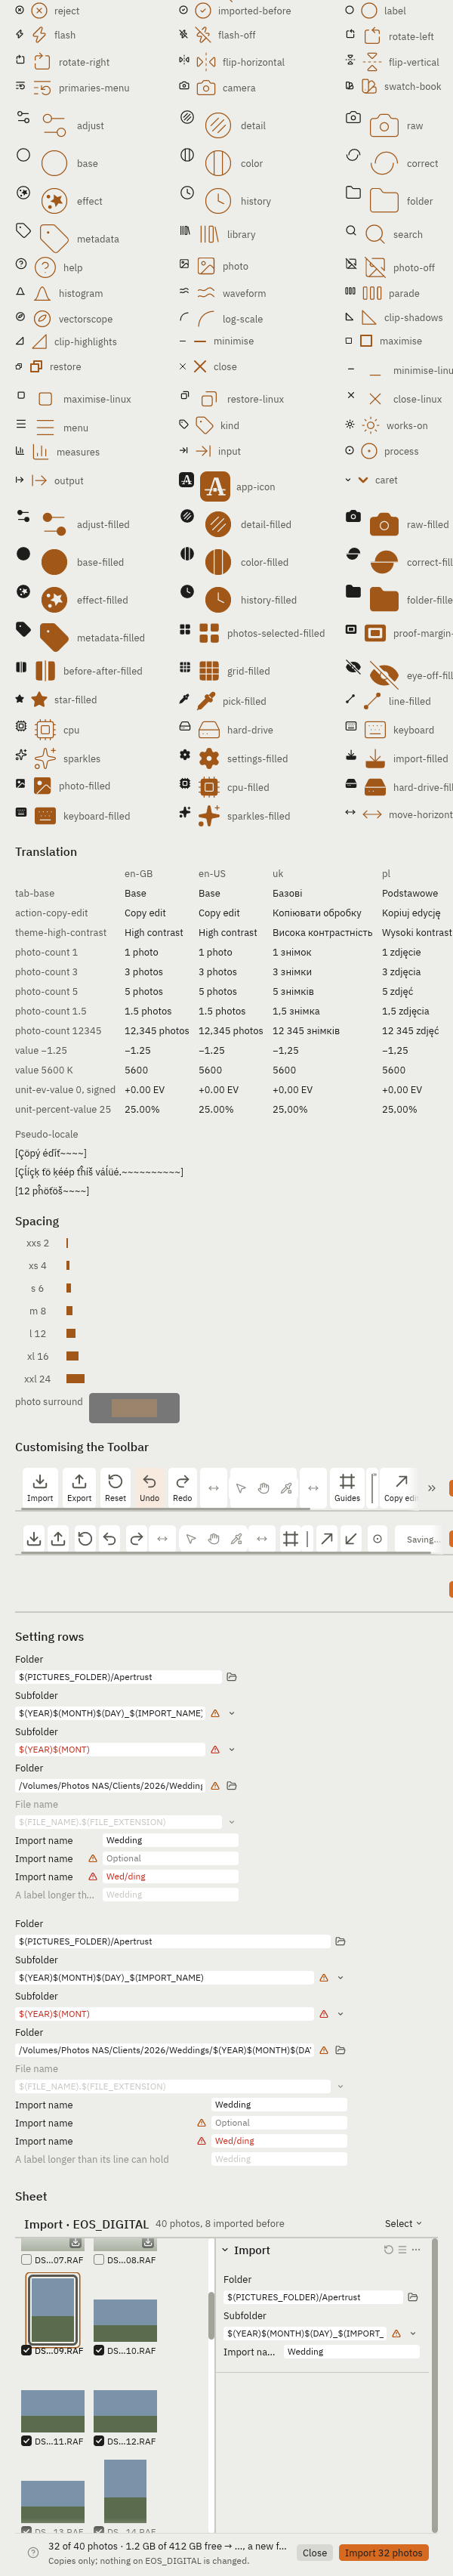 reject imported-before label
flash flash-off rotate-left
rotate-right flip-horizontal flip-vertical
primaries-menu camera swatch-book
adjust detail raw
base color correct
effect history folder
metadata library search
help photo photo-off
histogram waveform parade
vectorscope log-scale clip-shadows
clip-highlights minimise maximise
restore close minimise-linu
maximise-linux restore-linux close-linux
menu kind works-on
measures input process
output app-icon caret
adjust-filled detail-filled raw-filled
base-filled color-filled correct-fill
effect-filled history-filled folder-fille
metadata-filled photos-selected-filled proof-margin-
before-after-filled grid-filled eye-off-fill
star-filled pick-filled line-filled
cpu hard-drive keyboard
sparkles settings-filled import-filled
photo-filled cpu-filled hard-drive-fill
keyboard-filled sparkles-filled move-horizont
Translation
en-GB en-US uk pl
tab-base Base Base Базові Podstawowe
action-copy-edit Copy edit Copy edit Копіювати обробку Kopiuj edycję
theme-high-contrast High contrast High contrast Висока контрастність Wysoki kontrast
photo-count 1 1 photo 1 photo 1 знімок 1 zdjęcie
photo-count 3 3 photos 3 photos 3 знімки 3 zdjęcia
photo-count 5 5 photos 5 photos 5 знімків 5 zdjęć
photo-count 1.5 1.5 photos 1.5 photos 1,5 знімка 1,5 zdjęcia
photo-count 12345 12,345 photos 12,345 photos 12 345 знімків 12 345 zdjęć
value −1.25 −1.25 −1.25 −1,25 −1,25
value 5600 K 5600 5600 5600 5600
unit-ev-value 0, signed +0.00 EV +0.00 EV +0,00 EV +0,00 EV
unit-percent-value 25 25.00% 25.00% 25,00% 25,00%
Pseudo-locale
[Çöpý éðîť~~~~]
[Çĺíçķ ťö ķéép ťĥíš váĺúé.~~~~~~~~~~]
[12 pĥöťöš~~~~]
Spacing
xxs 2
xs 4
s 6
m 8
l 12
xl 16
xxl 24
photo surround
Customising the Toolbar
Import Export Reset Undo Redo Guides Copy edi
Saving...
Setting rows
Folder
$(PICTURES_FOLDER)/Apertrust
Subfolder
$(YEAR)$(MONTH)$(DAY)_$(IMPORT_NAME)
Subfolder
$(YEAR)$(MONT)
Folder
/Volumes/Photos NAS/Clients/2026/Wedding
File name
$(FILE_NAME).$(FILE_EXTENSION)
Import name Wedding
Import name Optional
Import name Wed/ding
A label longer th… Wedding
Folder
$(PICTURES_FOLDER)/Apertrust
Subfolder
$(YEAR)$(MONTH)$(DAY)_$(IMPORT_NAME)
Subfolder
$(YEAR)$(MONT)
Folder
/Volumes/Photos NAS/Clients/2026/Weddings/$(YEAR)$(MONTH)$(DA
File name
$(FILE_NAME).$(FILE_EXTENSION)
Import name Wedding
Import name Optional
Import name Wed/ding
A label longer than its line can hold Wedding
Sheet
Import · EOS_DIGITAL 40 photos, 8 imported before Select
DS…07.RAF DS…08.RAF
Import
Folder
$(PICTURES_FOLDER)/Apertrust
Subfolder
$(YEAR)$(MONTH)$(DAY)_$(IMPORT_
Import na… Wedding
DS…09.RAF DS…10.RAF
DS…11.RAF DS…12.RAF
DS…13.RAF DS…14.RAF
32 of 40 photos · 1.2 GB of 412 GB free → …, a new f…
Copies only; nothing on EOS_DIGITAL is changed.
Close Import 32 photos